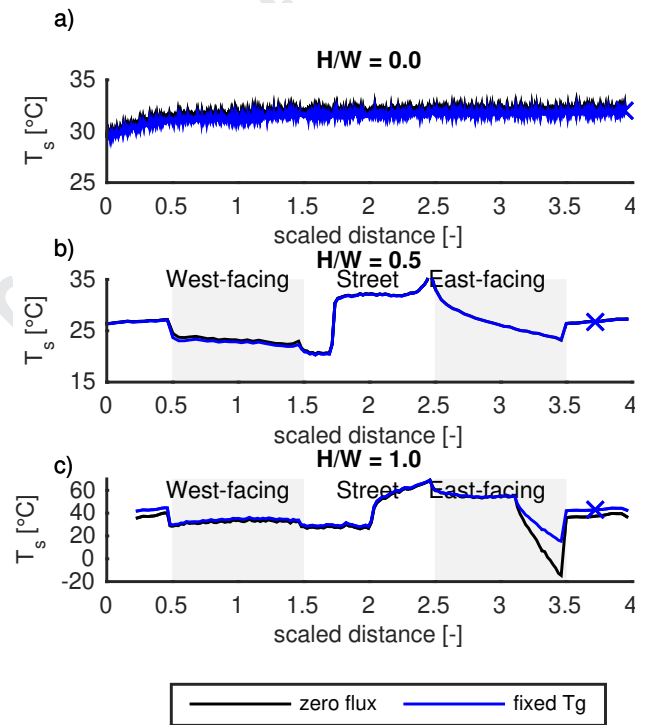 a)
H/W = 0.0
35
30
25
T_s [°C]
0 0.5 1 1.5 2 2.5 3 3.5 4
scaled distance [-]
b)
H/W = 0.5
West-facing Street East-facing
35
25
15
T_s [°C]
0 0.5 1 1.5 2 2.5 3 3.5 4
scaled distance [-]
c)
H/W = 1.0
West-facing Street East-facing
60
40
20
0
-20
T_s [°C]
0 0.5 1 1.5 2 2.5 3 3.5 4
scaled distance [-]
zero flux fixed Tg